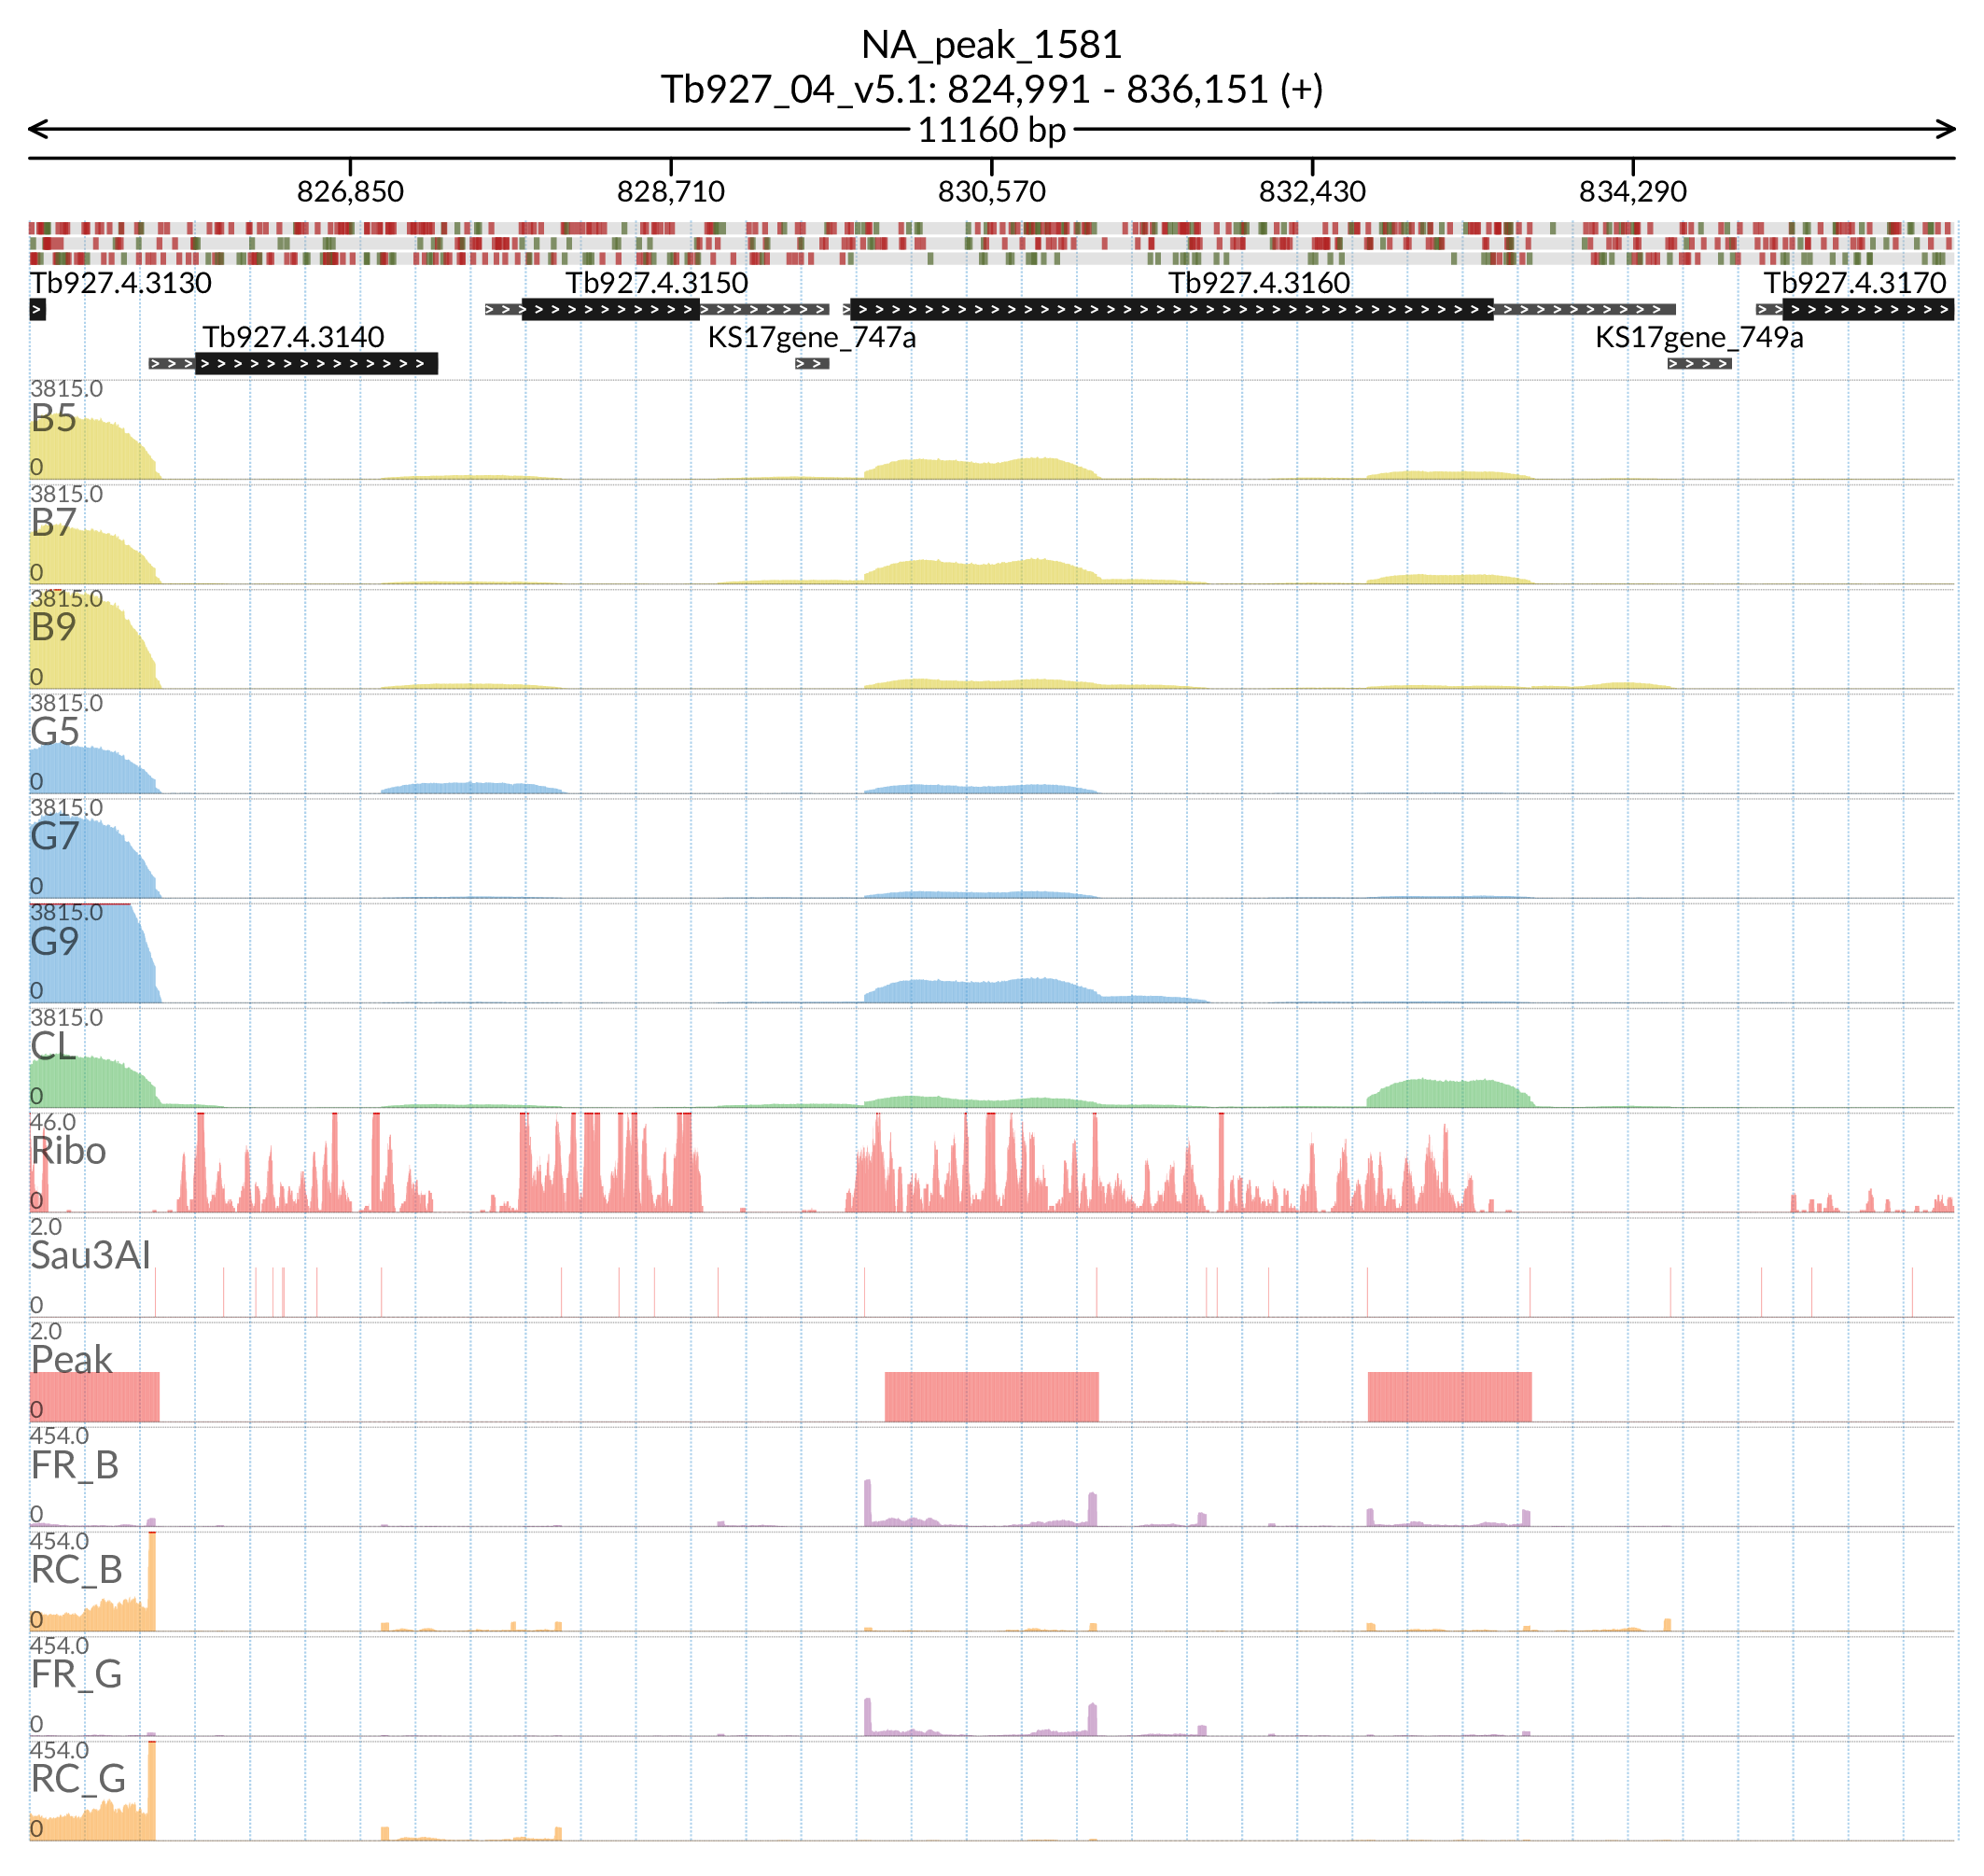 NA_peak_1581
Tb927_04_v5.1: 824,991 - 836,151 (+)
11160 bp
826,850 828,710 830,570 832,430 834,290
Tb927.4.3130 Tb927.4.3150 Tb927.4.3160 Tb927.4.3170
Tb927.4.3140 KS17gene_747a KS17gene_749a
3815.0
B5
0
3815.0
B7
0
3815.0
B9
0
3815.0
G5
0
3815.0
G7
0
3815.0
G9
0
3815.0
CL
0
46.0
Ribo
0
2.0
Sau3AI
0
2.0
Peak
0
454.0
FR_B
0
454.0
RC_B
0
454.0
FR_G
0
454.0
RC_G
0